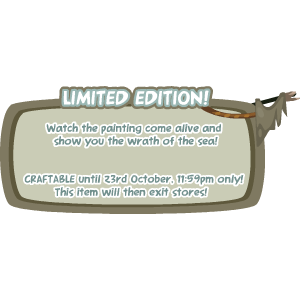 LIMITED EDITION!
Watch the painting come alive and
show you the wrath of the sea!
CRAFTABLE until 23rd October, 11:59pm only!
This item will then exit stores!